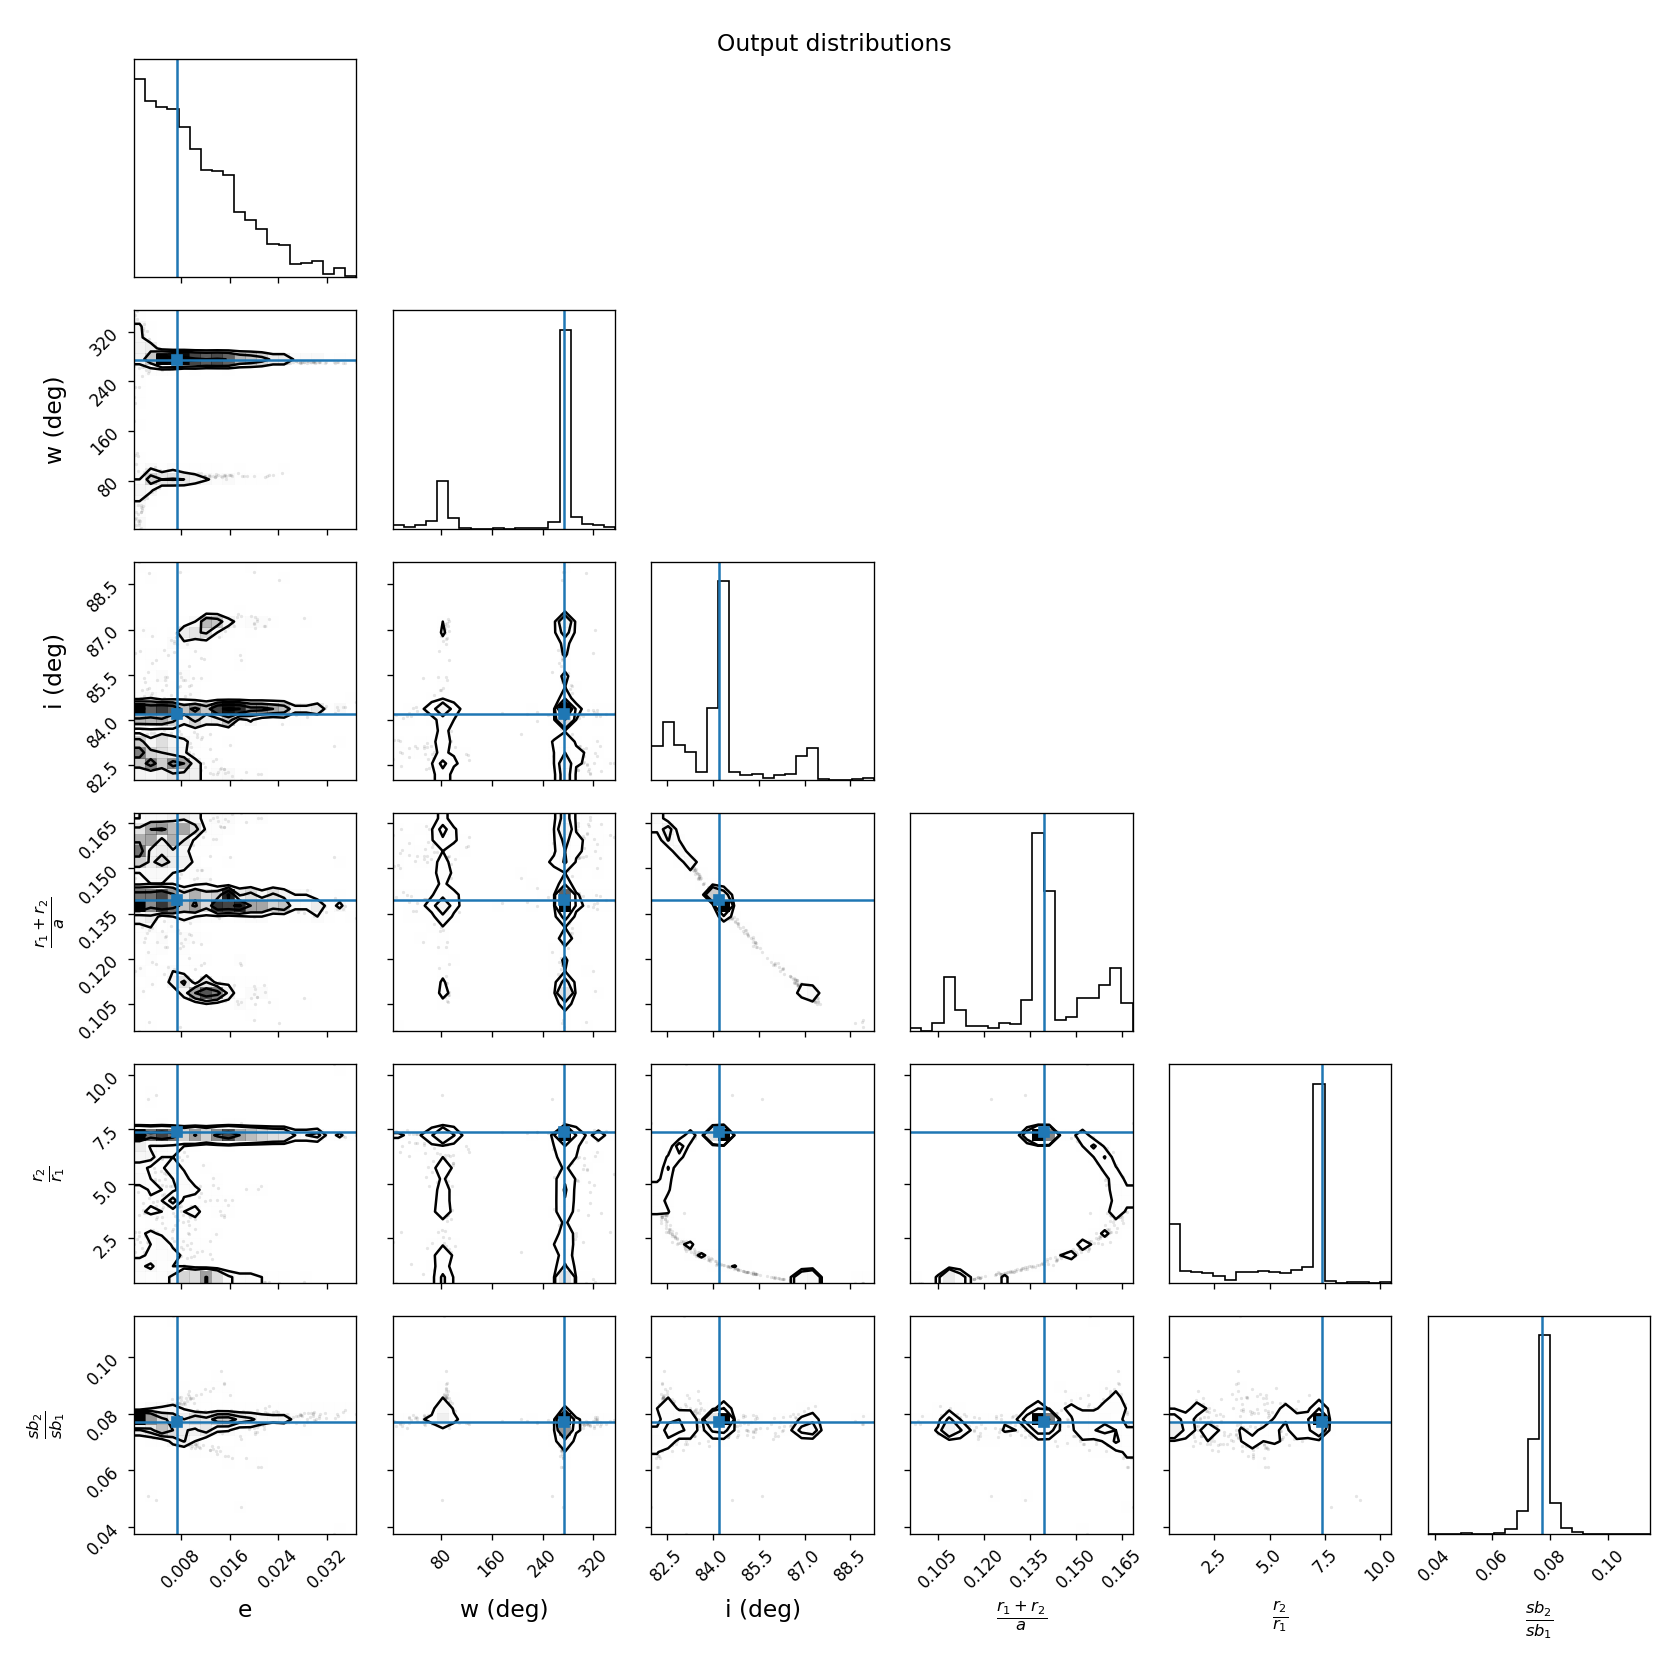 Output distributions
w (deg)
320
240
160
80
i (deg)
88.5
87.0
85.5
84.0
82.5
r1 + r2
a
0.165
0.150
0.135
0.120
0.105
r2
r1
10.0
7.5
5.0
2.5
sb2
sb1
0.10
0.08
0.06
0.04
0.008 0.016 0.024 0.032
80 160 240 320
82.5 84.0 85.5 87.0 88.5
0.105 0.120 0.135 0.150 0.165
2.5 5.0 7.5 10.0
0.04 0.06 0.08 0.10
e
w (deg)
i (deg)
r1 + r2
a
r2
r1
sb2
sb1